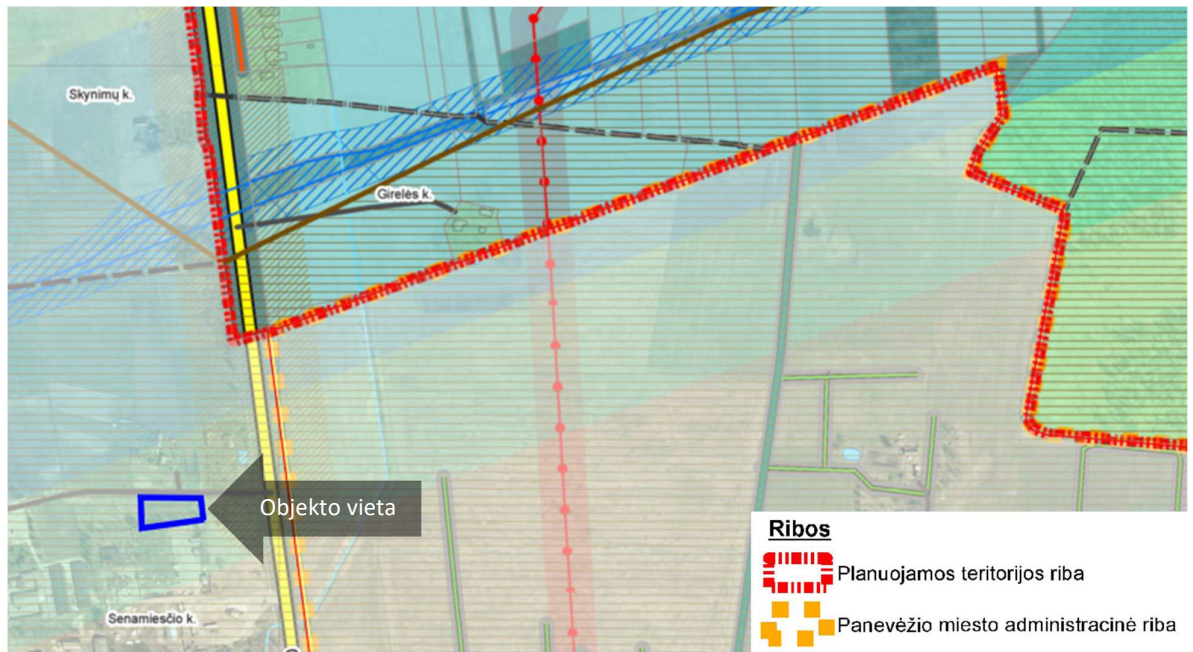 Skynimų k.
Girelės k.
Objekto vieta
Senamiesčio k.
Ribos
Planuojamos teritorijos riba
Panevėžio miesto administracinė riba